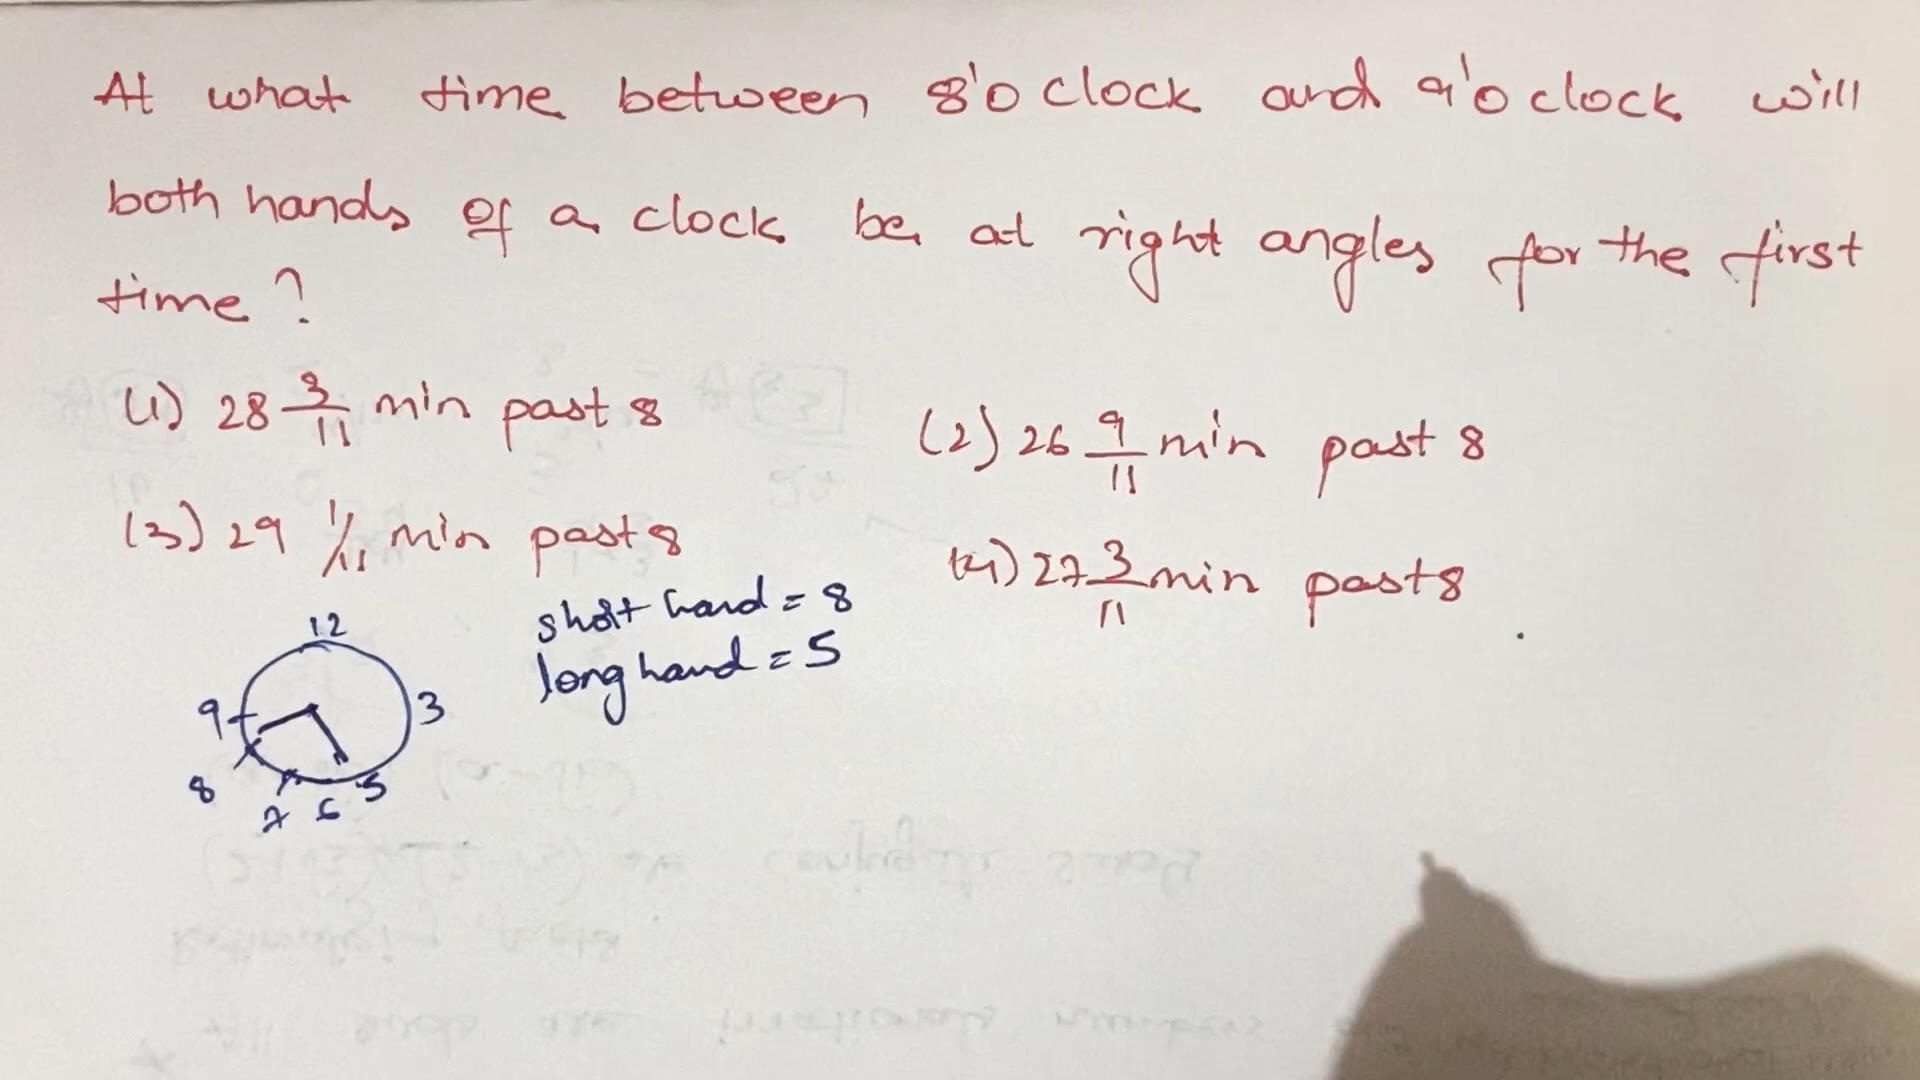 At what time between 8'o clock and 9'o clock will
both hands of a clock be at right angles for the first
time?
(1) 28 3/11 min past 8
(2) 26 9/11 min past 8
(3) 29 1/11 min past 8
(4) 27 3/11 min past 8
short hand = 8
long hand = 5
12
9
3
8
7
6
5